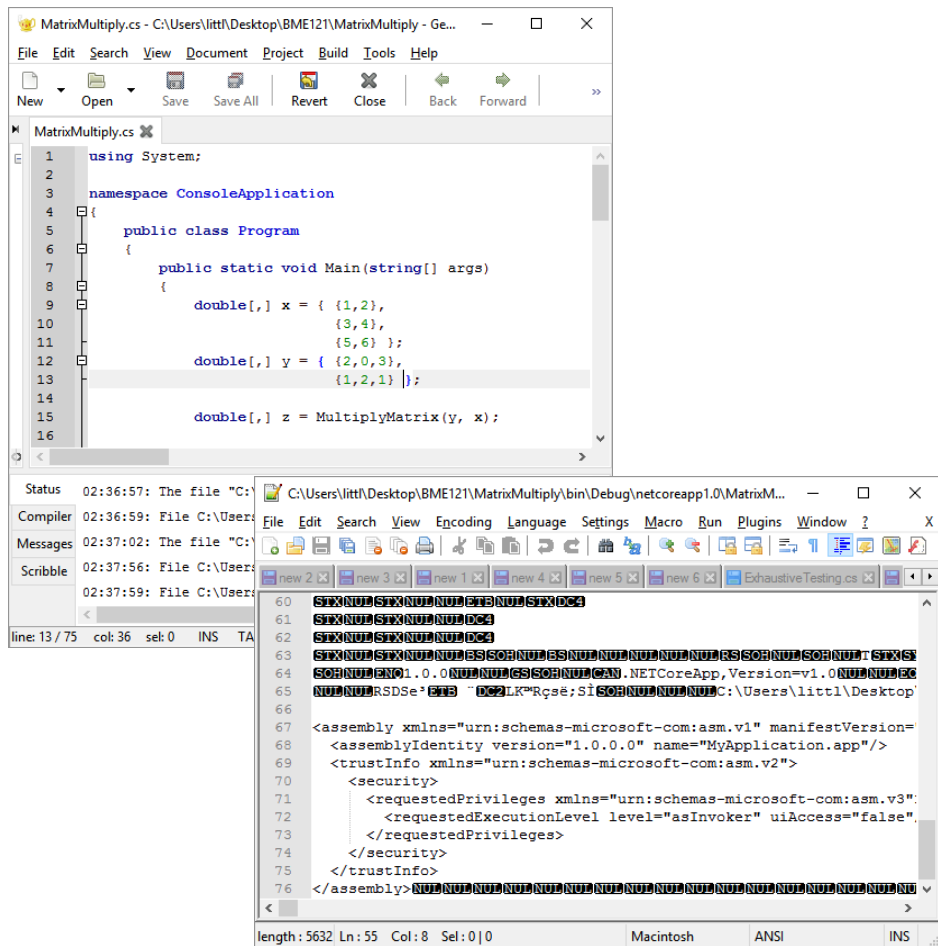 MatrixMultiply.cs - C:\Users\littl\Desktop\BME121\MatrixMultiply - Ge...
File Edit Search View Document Project Build Tools Help
New Open Save Save All Revert Close Back Forward »
MatrixMultiply.cs
1 using System;
2
3 namespace ConsoleApplication
4 {
5 public class Program
6 {
7 public static void Main(string[] args)
8 {
9 double[,] x = { {1,2},
10 {3,4},
11 {5,6} };
12 double[,] y = { {2,0,3},
13 {1,2,1} };
14
15 double[,] z = MultiplyMatrix(y, x);
16
Status
Compiler
Messages
Scribble
02:36:57: The file "C:\
02:36:59: File C:\Users
02:37:02: The file "C:\
02:37:56: File C:\Users
02:37:59: File C:\Users
line: 13 / 75 col: 36 sel: 0 INS TA
C:\Users\littl\Desktop\BME121\MatrixMultiply\bin\Debug\netcoreapp1.0\MatrixM...
File Edit Search View Encoding Language Settings Macro Run Plugins Window ? X
new 2 new 3 new 1 new 4 new 5 new 6 ExhaustiveTesting.cs
60 STX NUL STX NUL NUL ETB NUL STX DC4
61 STX NUL STX NUL NUL DC4
62 STX NUL STX NUL NUL DC4
63 STX NUL STX NUL NUL BS SOH NUL BS NUL NUL NUL NUL NUL RS SOH NUL SOH NUL T STX
64 SOH NUL ENQ 1.0.0 NUL NUL GS SOH NUL CAN .NETCoreApp,Version=v1.0 NUL NUL
65 NUL NUL RSDSe³ ETB ¨ DC2 LK™Rçsë;SÌ SOH NUL NUL NUL C:\Users\littl\Desktop
66
67 <assembly xmlns="urn:schemas-microsoft-com:asm.v1" manifestVersion=
68 <assemblyIdentity version="1.0.0.0" name="MyApplication.app"/>
69 <trustInfo xmlns="urn:schemas-microsoft-com:asm.v2">
70 <security>
71 <requestedPrivileges xmlns="urn:schemas-microsoft-com:asm.v3"
72 <requestedExecutionLevel level="asInvoker" uiAccess="false"
73 </requestedPrivileges>
74 </security>
75 </trustInfo>
76 </assembly> NUL NUL NUL NUL NUL NUL NUL NUL NUL NUL NUL NUL NUL NUL NUL NUL
length : 5632 Ln : 55 Col : 8 Sel : 0 | 0 Macintosh ANSI INS